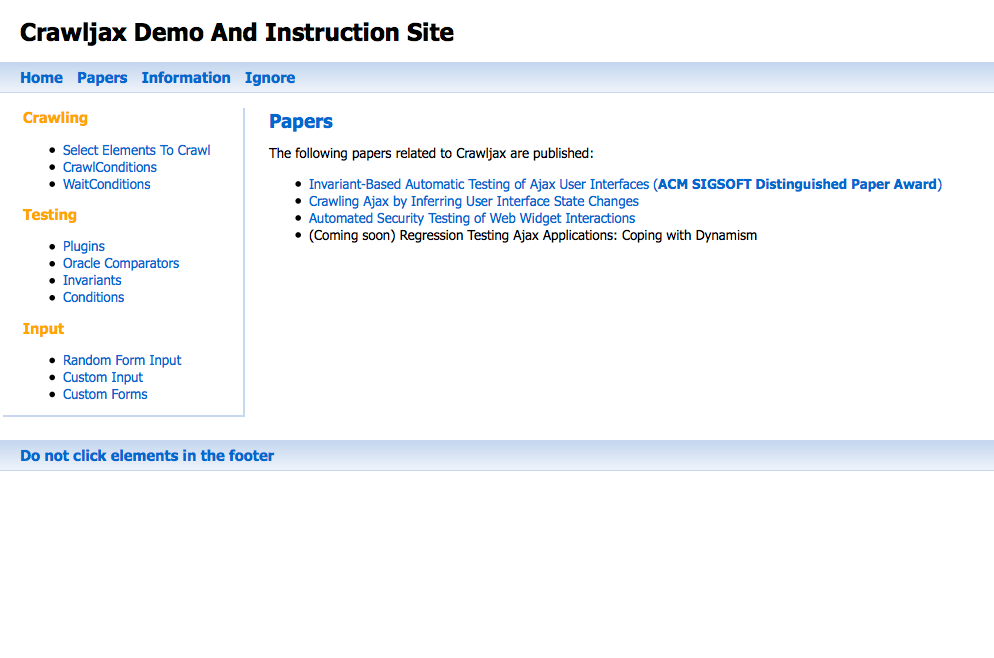 Crawljax Demo And Instruction Site
Home Papers Information Ignore
Crawling
Select Elements To Crawl
CrawlConditions
WaitConditions
Testing
Plugins
Oracle Comparators
Invariants
Conditions
Input
Random Form Input
Custom Input
Custom Forms
Papers
The following papers related to Crawljax are published:
Invariant-Based Automatic Testing of Ajax User Interfaces (ACM SIGSOFT Distinguished Paper Award)
Crawling Ajax by Inferring User Interface State Changes
Automated Security Testing of Web Widget Interactions
(Coming soon) Regression Testing Ajax Applications: Coping with Dynamism
Do not click elements in the footer